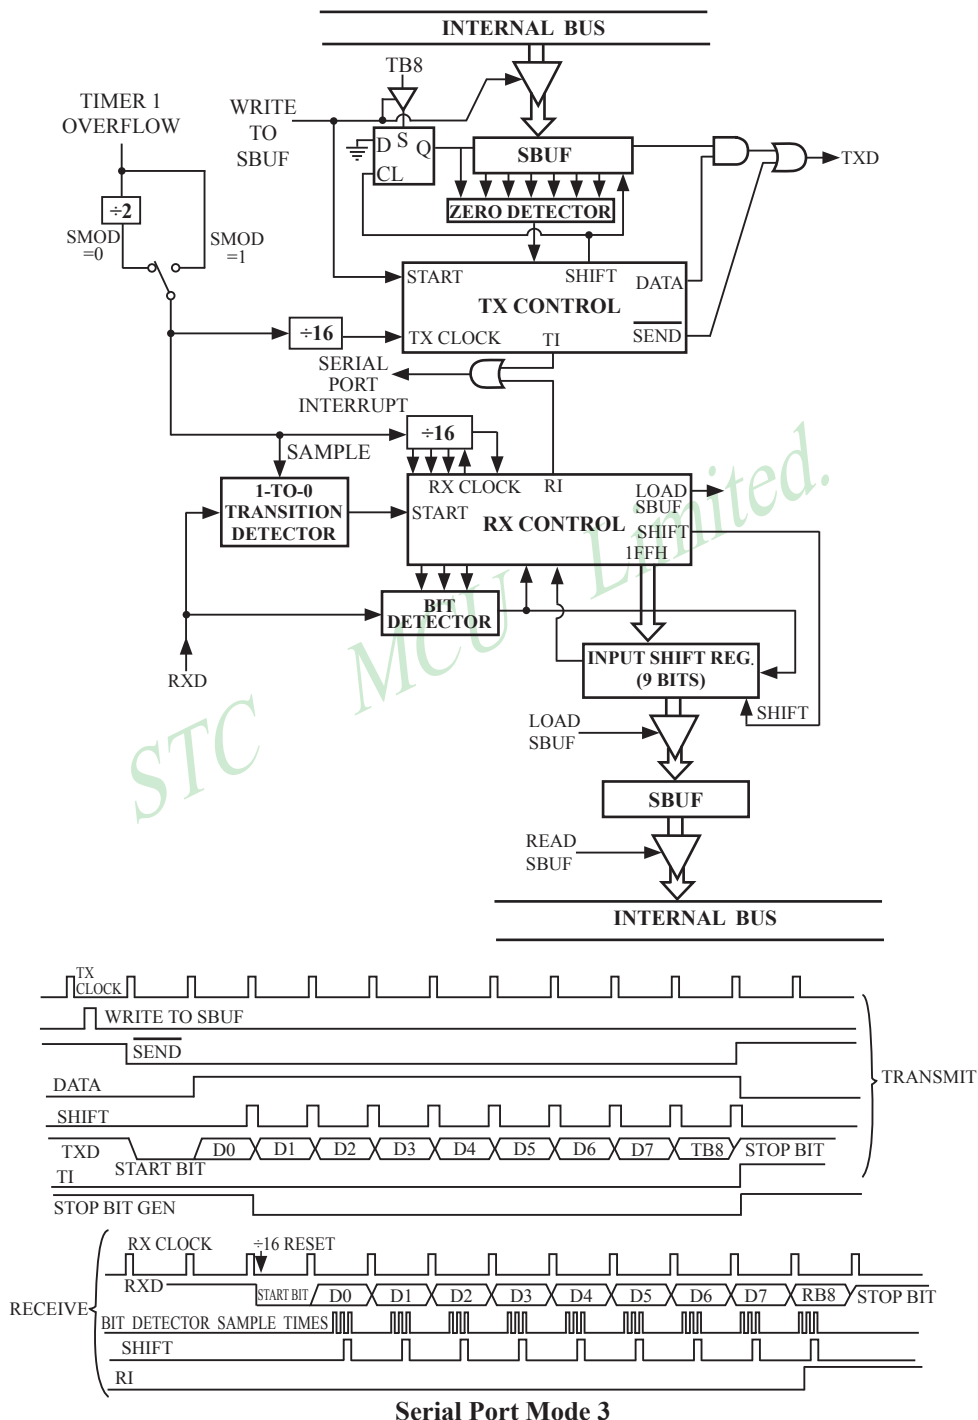 INTERNAL BUS
TB8
TIMER 1
OVERFLOW
WRITE
TO
SBUF
D S Q
CL
SBUF
TXD
÷2
ZERO DETECTOR
SMOD
=0
SMOD
=1
START
SHIFT
DATA
TX CONTROL
÷16
TX CLOCK
TI
SEND
SERIAL
PORT
INTERRUPT
÷16
SAMPLE
1-TO-0
TRANSITION
DETECTOR
RX CLOCK
RI
LOAD
SBUF
START
RX CONTROL
SHIFT
1FFH
BIT
DETECTOR
RXD
INPUT SHIFT REG.
(9 BITS)
SHIFT
LOAD
SBUF
SBUF
READ
SBUF
INTERNAL BUS
STC MCU Limited.
TX
CLOCK
WRITE TO SBUF
SEND
TRANSMIT
DATA
SHIFT
TXD
START BIT
D0 D1 D2 D3 D4 D5 D6 D7 TB8 STOP BIT
TI
STOP BIT GEN
RX CLOCK
÷16 RESET
RXD
START BIT D0 D1 D2 D3 D4 D5 D6 D7 RB8 STOP BIT
RECEIVE
BIT DETECTOR SAMPLE TIMES
SHIFT
RI
Serial Port Mode 3